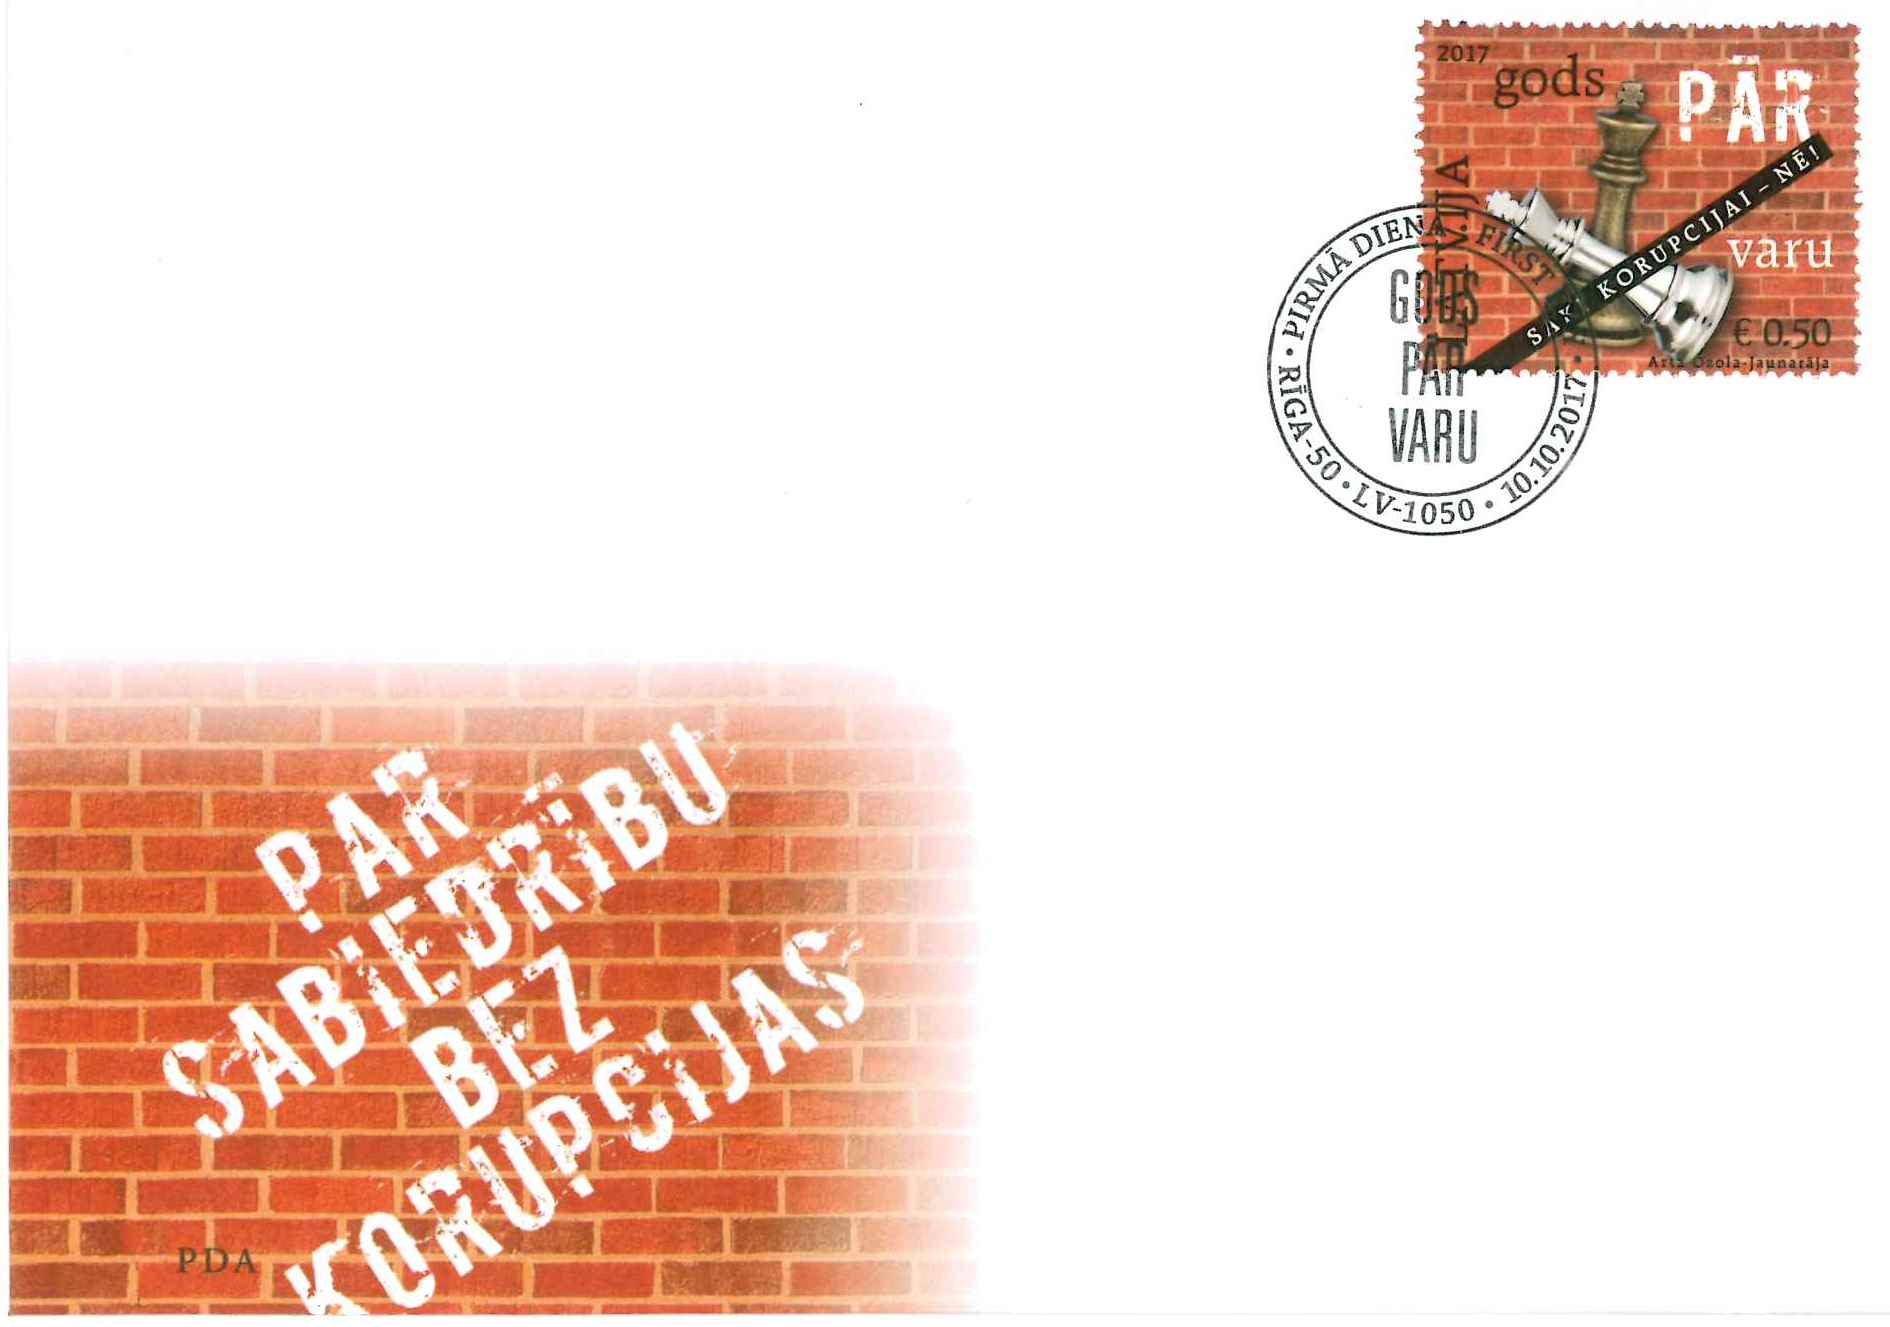 2017
gods
PĀR
LATVIJA
SAKI KORUPCIJAI – NĒ!
varu
€ 0.50
Arta Ozola-Jaunarāja
RĪGA-50 • PIRMĀ DIENA • FIRST
LV-1050 • 10.10.2017
GODS
PĀR
VARU
PAR
SABIEDRĪBU
BEZ
KORUPCIJAS
PDA